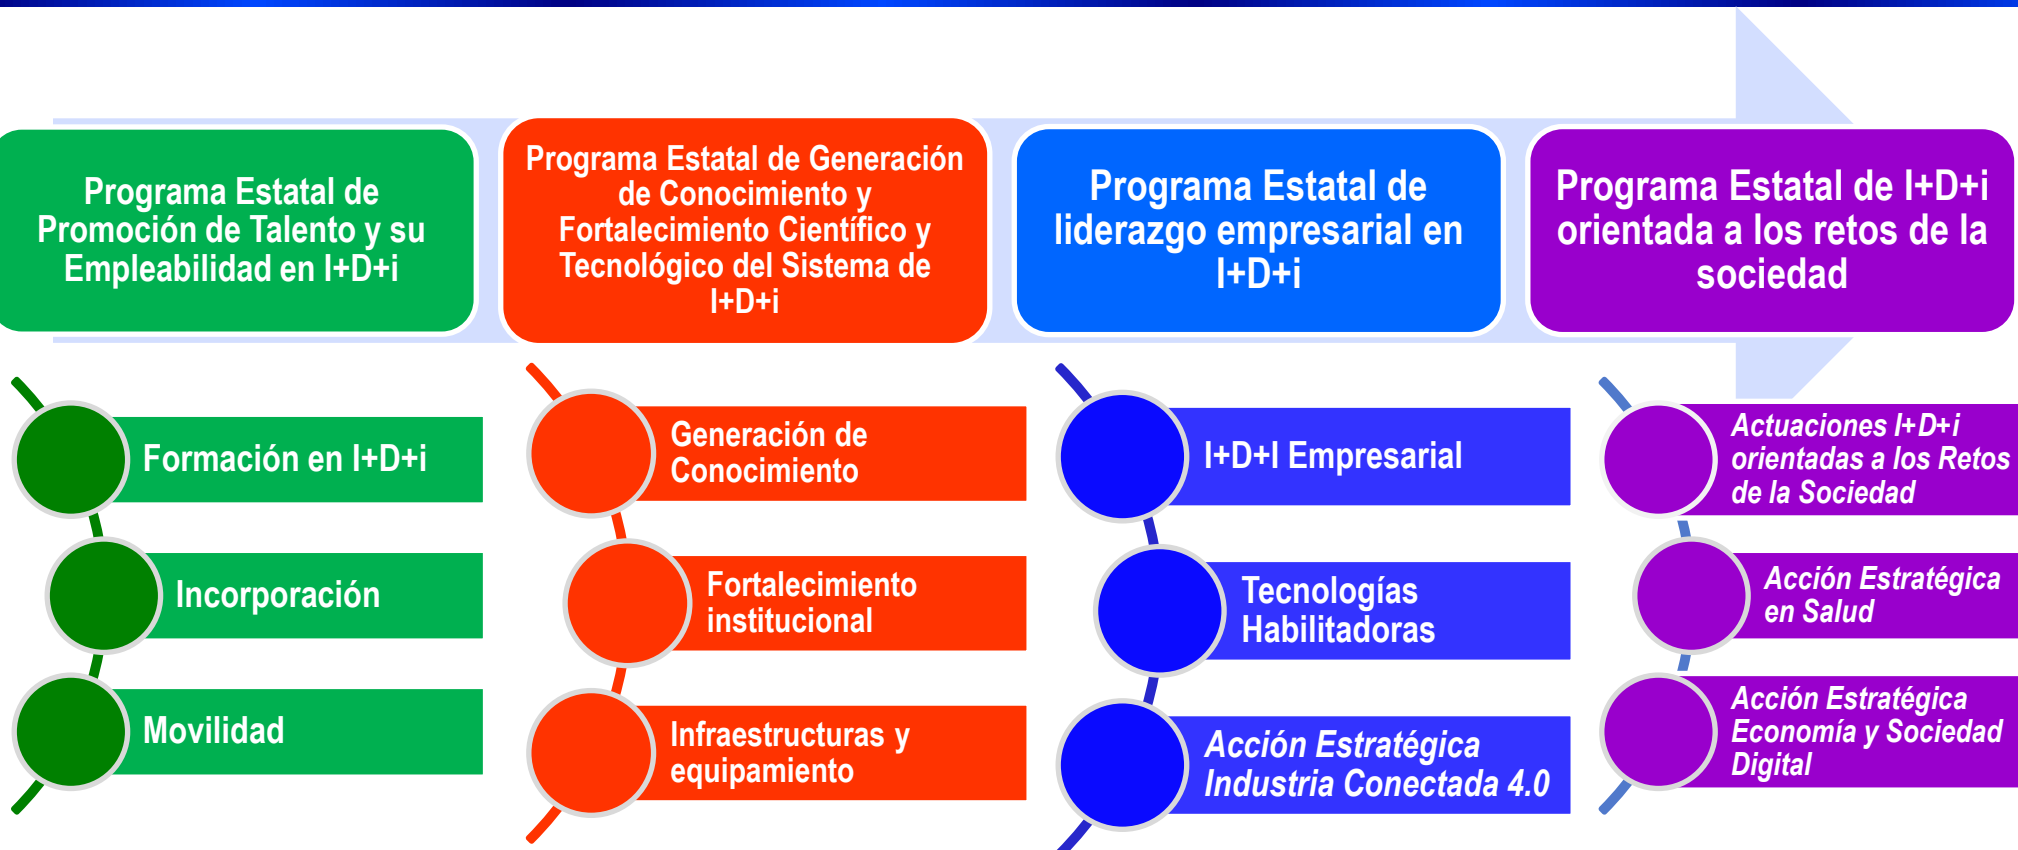 Programa Estatal de
Promoción de Talento y su
Empleabilidad en I+D+i
Programa Estatal de Generación
de Conocimiento y
Fortalecimiento Científico y
Tecnológico del Sistema de
I+D+i
Programa Estatal de
liderazgo empresarial en
I+D+i
Programa Estatal de I+D+i
orientada a los retos de la
sociedad
Formación en I+D+i
Incorporación
Movilidad
Generación de
Conocimiento
Fortalecimiento
institucional
Infraestructuras y
equipamiento
I+D+I Empresarial
Tecnologías
Habilitadoras
Acción Estratégica
Industria Conectada 4.0
Actuaciones I+D+i
orientadas a los Retos
de la Sociedad
Acción Estratégica
en Salud
Acción Estratégica
Economía y Sociedad
Digital